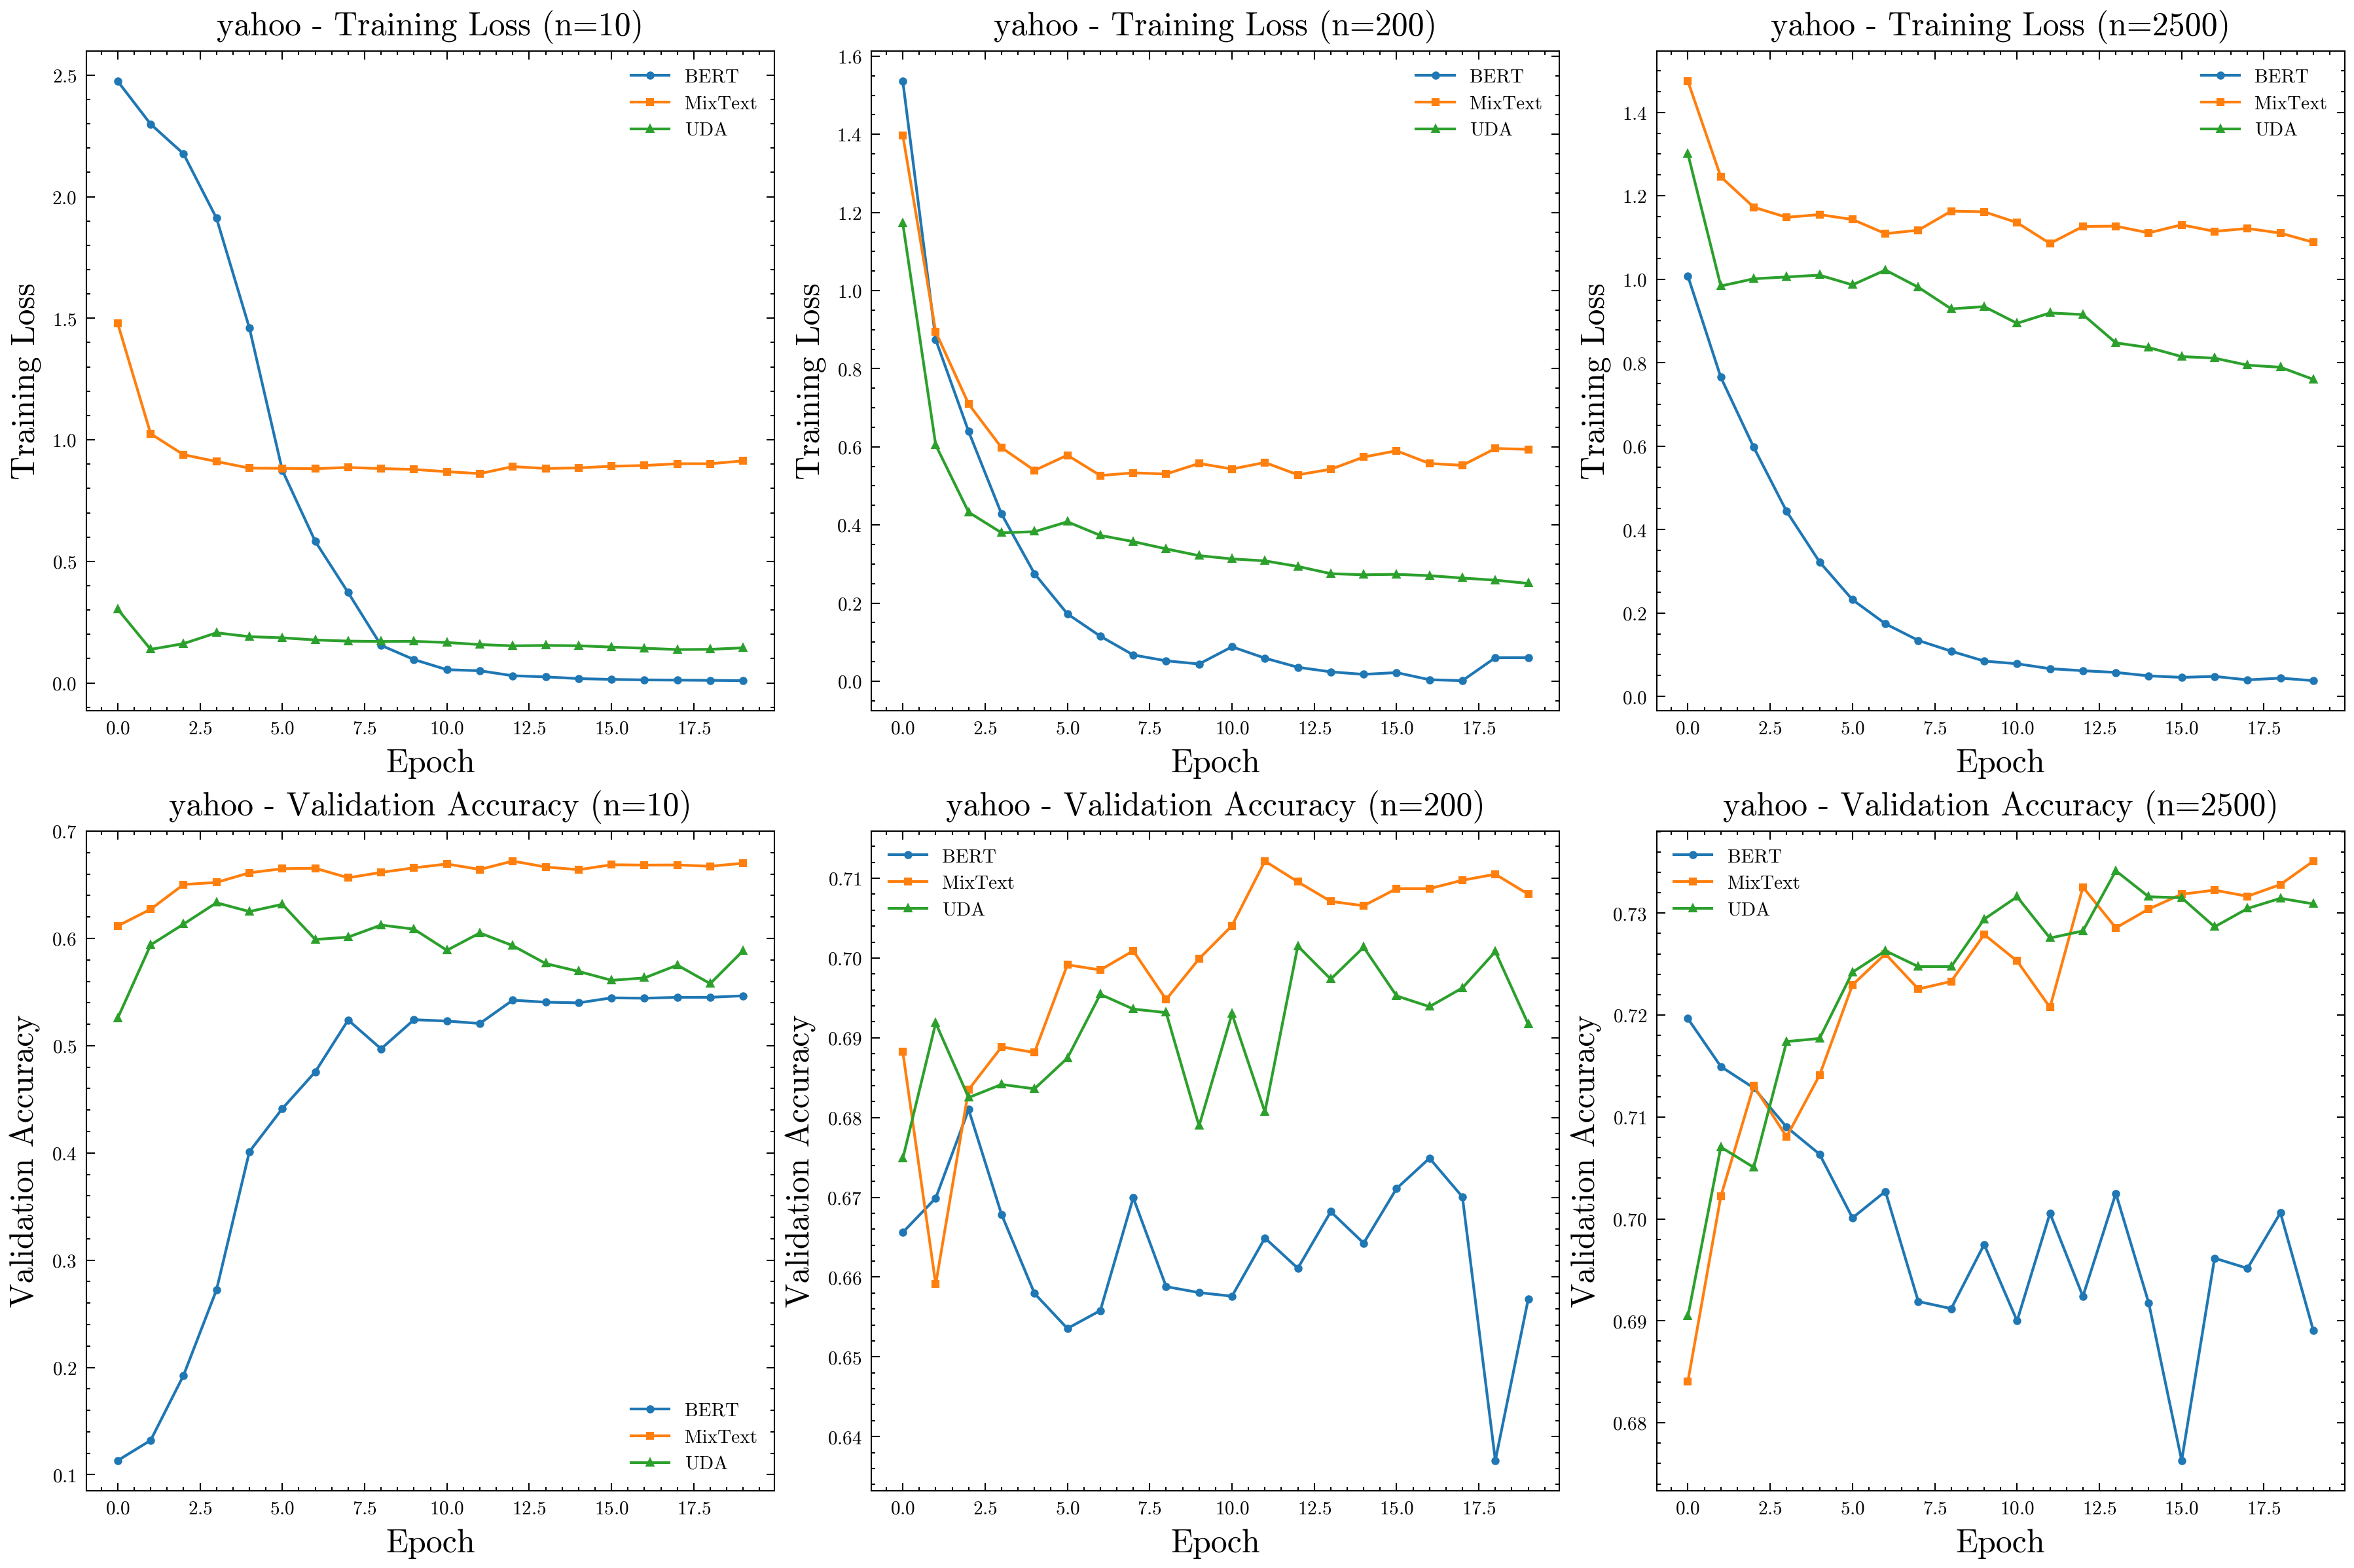 yahoo - Training Loss (n=10)
2.5
2.0
1.5
1.0
0.5
0.0
Training Loss
BERT
MixText
UDA
0.0 2.5 5.0 7.5 10.0 12.5 15.0 17.5
Epoch
yahoo - Training Loss (n=200)
1.6
1.4
1.2
1.0
0.8
0.6
0.4
0.2
0.0
Training Loss
BERT
MixText
UDA
0.0 2.5 5.0 7.5 10.0 12.5 15.0 17.5
Epoch
yahoo - Training Loss (n=2500)
1.4
1.2
1.0
0.8
0.6
0.4
0.2
0.0
Training Loss
BERT
MixText
UDA
0.0 2.5 5.0 7.5 10.0 12.5 15.0 17.5
Epoch
yahoo - Validation Accuracy (n=10)
0.7
0.6
0.5
0.4
0.3
0.2
0.1
Validation Accuracy
BERT
MixText
UDA
0.0 2.5 5.0 7.5 10.0 12.5 15.0 17.5
Epoch
yahoo - Validation Accuracy (n=200)
0.71
0.70
0.69
0.68
0.67
0.66
0.65
0.64
Validation Accuracy
BERT
MixText
UDA
0.0 2.5 5.0 7.5 10.0 12.5 15.0 17.5
Epoch
yahoo - Validation Accuracy (n=2500)
0.73
0.72
0.71
0.70
0.69
0.68
Validation Accuracy
BERT
MixText
UDA
0.0 2.5 5.0 7.5 10.0 12.5 15.0 17.5
Epoch